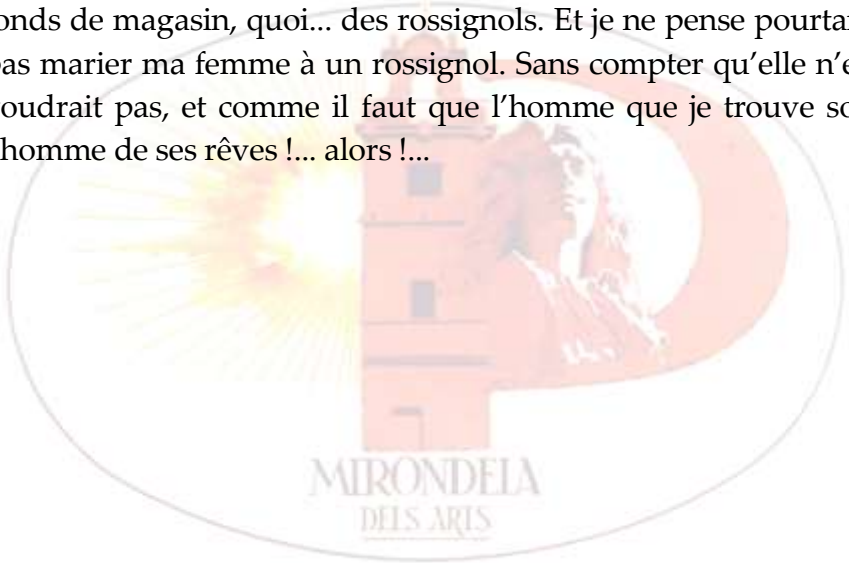 onds de magasin, quoi... des rossignols. Et je ne pense pourtan
pas marier ma femme à un rossignol. Sans compter qu’elle n’e
oudrait pas, et comme il faut que l’homme que je trouve so
homme de ses rêves !... alors !...
MIRONDELA
DELS ARTS